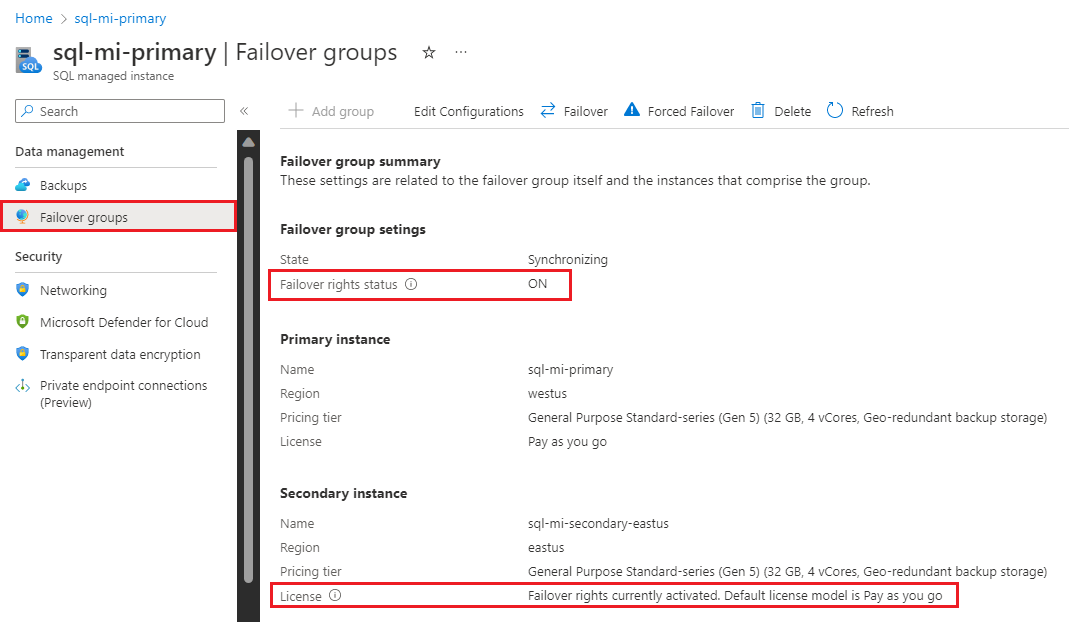 Home > sql-mi-primary
sql-mi-primary | Failover groups ☆ ...
SQL
SQL managed instance
Search «
+ Add group Edit Configurations Failover Forced Failover Delete Refresh
Data management
Backups
Failover groups
Security
Networking
Microsoft Defender for Cloud
Transparent data encryption
Private endpoint connections
(Preview)
Failover group summary
These settings are related to the failover group itself and the instances that comprise the group.
Failover group setings
State Synchronizing
Failover rights status ON
Primary instance
Name sql-mi-primary
Region westus
Pricing tier General Purpose Standard-series (Gen 5) (32 GB, 4 vCores, Geo-redundant backup storage)
License Pay as you go
Secondary instance
Name sql-mi-secondary-eastus
Region eastus
Pricing tier General Purpose Standard-series (Gen 5) (32 GB, 4 vCores, Geo-redundant backup storage)
License Failover rights currently activated. Default license model is Pay as you go